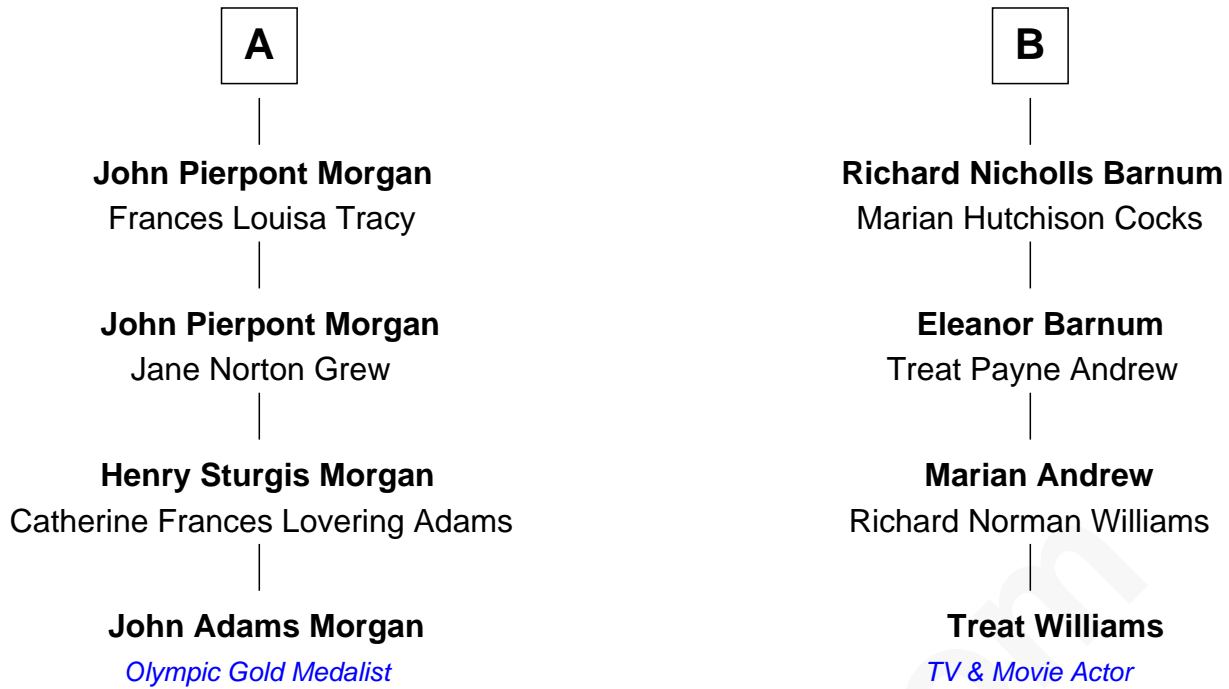 A
John Pierpont Morgan
Frances Louisa Tracy
John Pierpont Morgan
Jane Norton Grew
Henry Sturgis Morgan
Catherine Frances Lovering Adams
John Adams Morgan
Olympic Gold Medalist
B
Richard Nicholls Barnum
Marian Hutchison Cocks
Eleanor Barnum
Treat Payne Andrew
Marian Andrew
Richard Norman Williams
Treat Williams
TV & Movie Actor